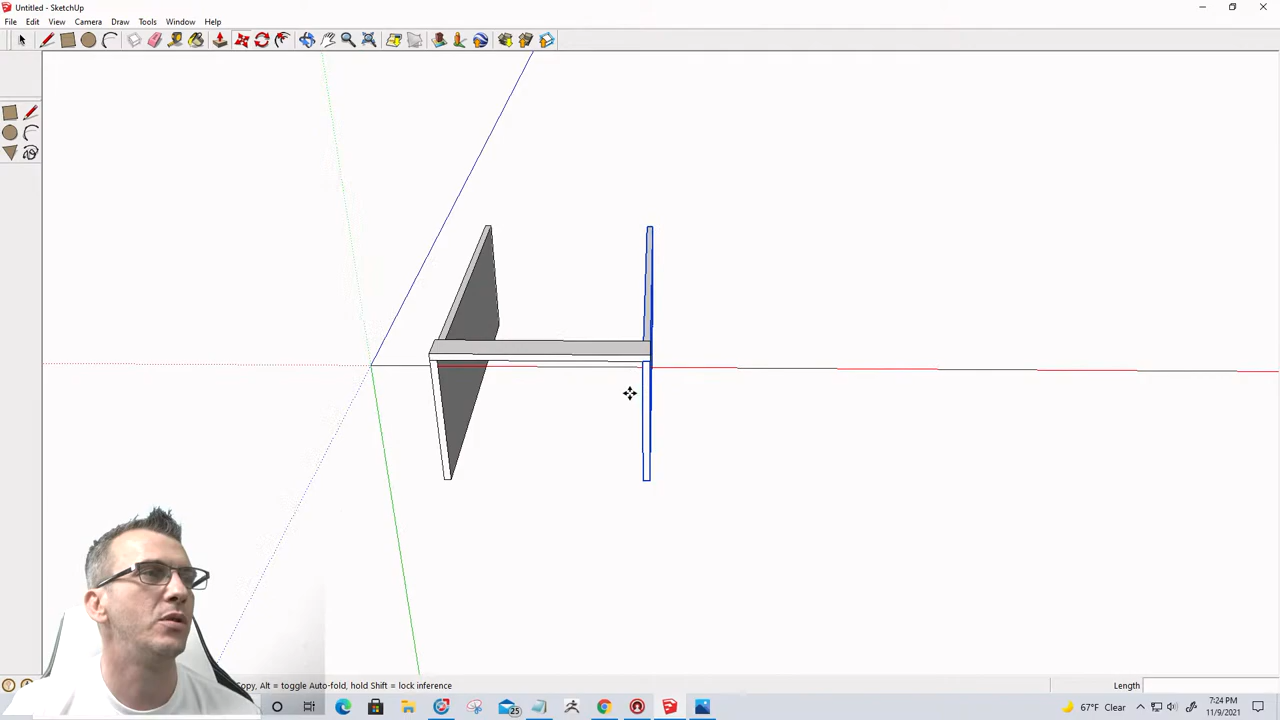 Untitled - SketchUp
File Edit View Camera Draw Tools Window Help
Copy, Alt = toggle Auto-fold, hold Shift = lock inference
Length
25
67°F Clear
7:24 PM
11/9/2021